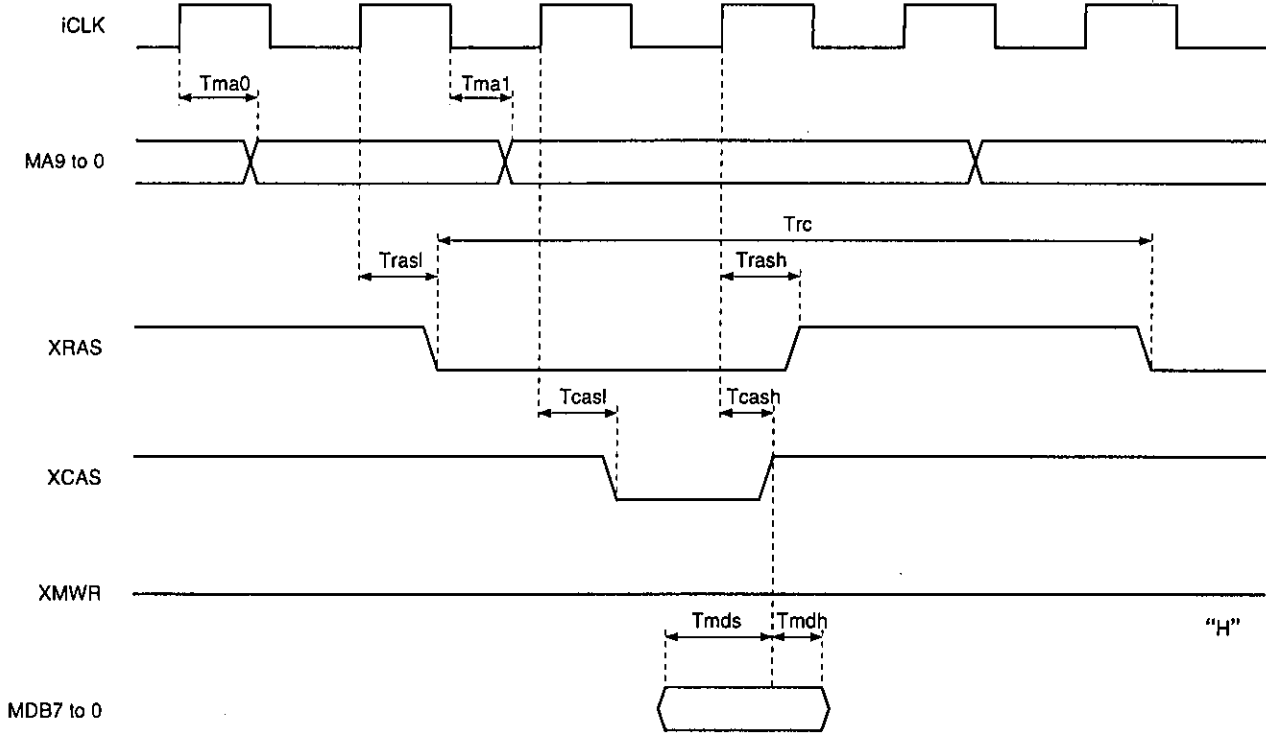 iCLK
Tma0
Tma1
MA9 to 0
Trc
Trasl
Trash
XRAS
Tcasl
Tcash
XCAS
XMWR
"H"
Tmds
Tmdh
MDB7 to 0